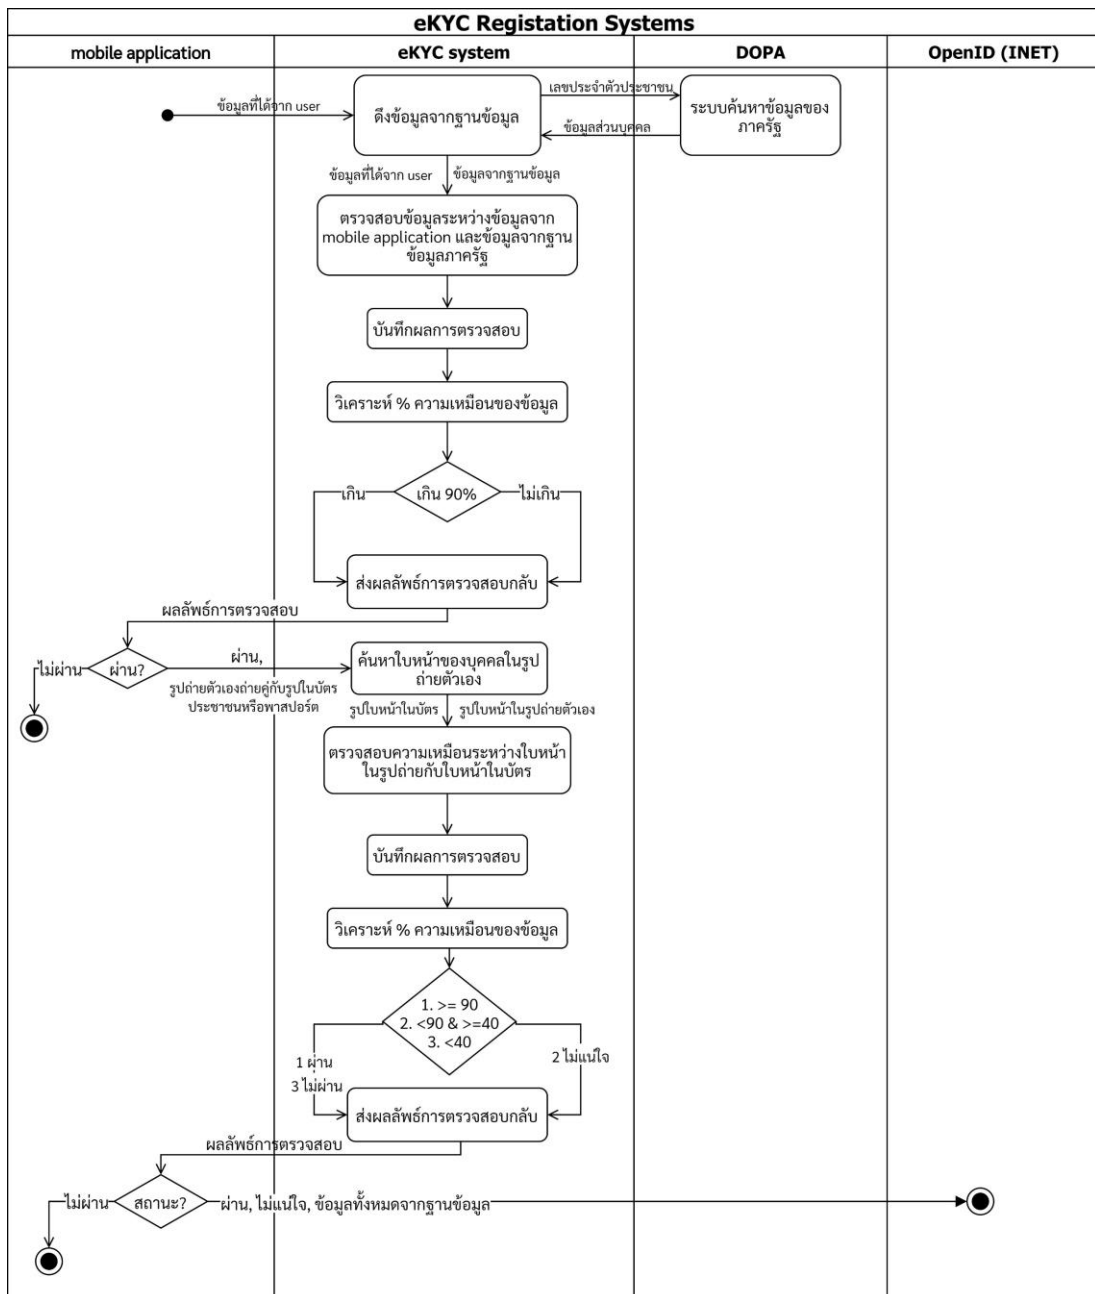 eKYC Registation Systems
mobile application
eKYC system
DOPA
OpenID (INET)
ข้อมูลที่ได้จาก user
ดึงข้อมูลจากฐานข้อมูล
เลขประจำตัวประชาชน
ข้อมูลส่วนบุคคล
ระบบค้นหาข้อมูลของ
ภาครัฐ
ข้อมูลที่ได้จาก user
ข้อมูลจากฐานข้อมูล
ตรวจสอบข้อมูลระหว่างข้อมูลจาก
mobile application และข้อมูลจากฐาน
ข้อมูลภาครัฐ
บันทึกผลการตรวจสอบ
วิเคราะห์ % ความเหมือนของข้อมูล
เกิน
เกิน 90%
ไม่เกิน
ส่งผลลัพธ์การตรวจสอบกลับ
ผลลัพธ์การตรวจสอบ
ไม่ผ่าน
ผ่าน?
ผ่าน,
รูปถ่ายตัวเองถ่ายคู่กับรูปในบัตร
ประชาชนหรือพาสปอร์ต
ค้นหาใบหน้าของบุคคลในรูป
ถ่ายตัวเอง
รูปใบหน้าในบัตร
รูปใบหน้าในรูปถ่ายตัวเอง
ตรวจสอบความเหมือนระหว่างใบหน้า
ในรูปถ่ายกับใบหน้าในบัตร
บันทึกผลการตรวจสอบ
วิเคราะห์ % ความเหมือนของข้อมูล
1. >= 90
2. <90 & >=40
3. <40
1 ผ่าน
3 ไม่ผ่าน
2 ไม่แน่ใจ
ส่งผลลัพธ์การตรวจสอบกลับ
ผลลัพธ์การตรวจสอบ
ไม่ผ่าน
สถานะ?
ผ่าน, ไม่แน่ใจ, ข้อมูลทั้งหมดจากฐานข้อมูล